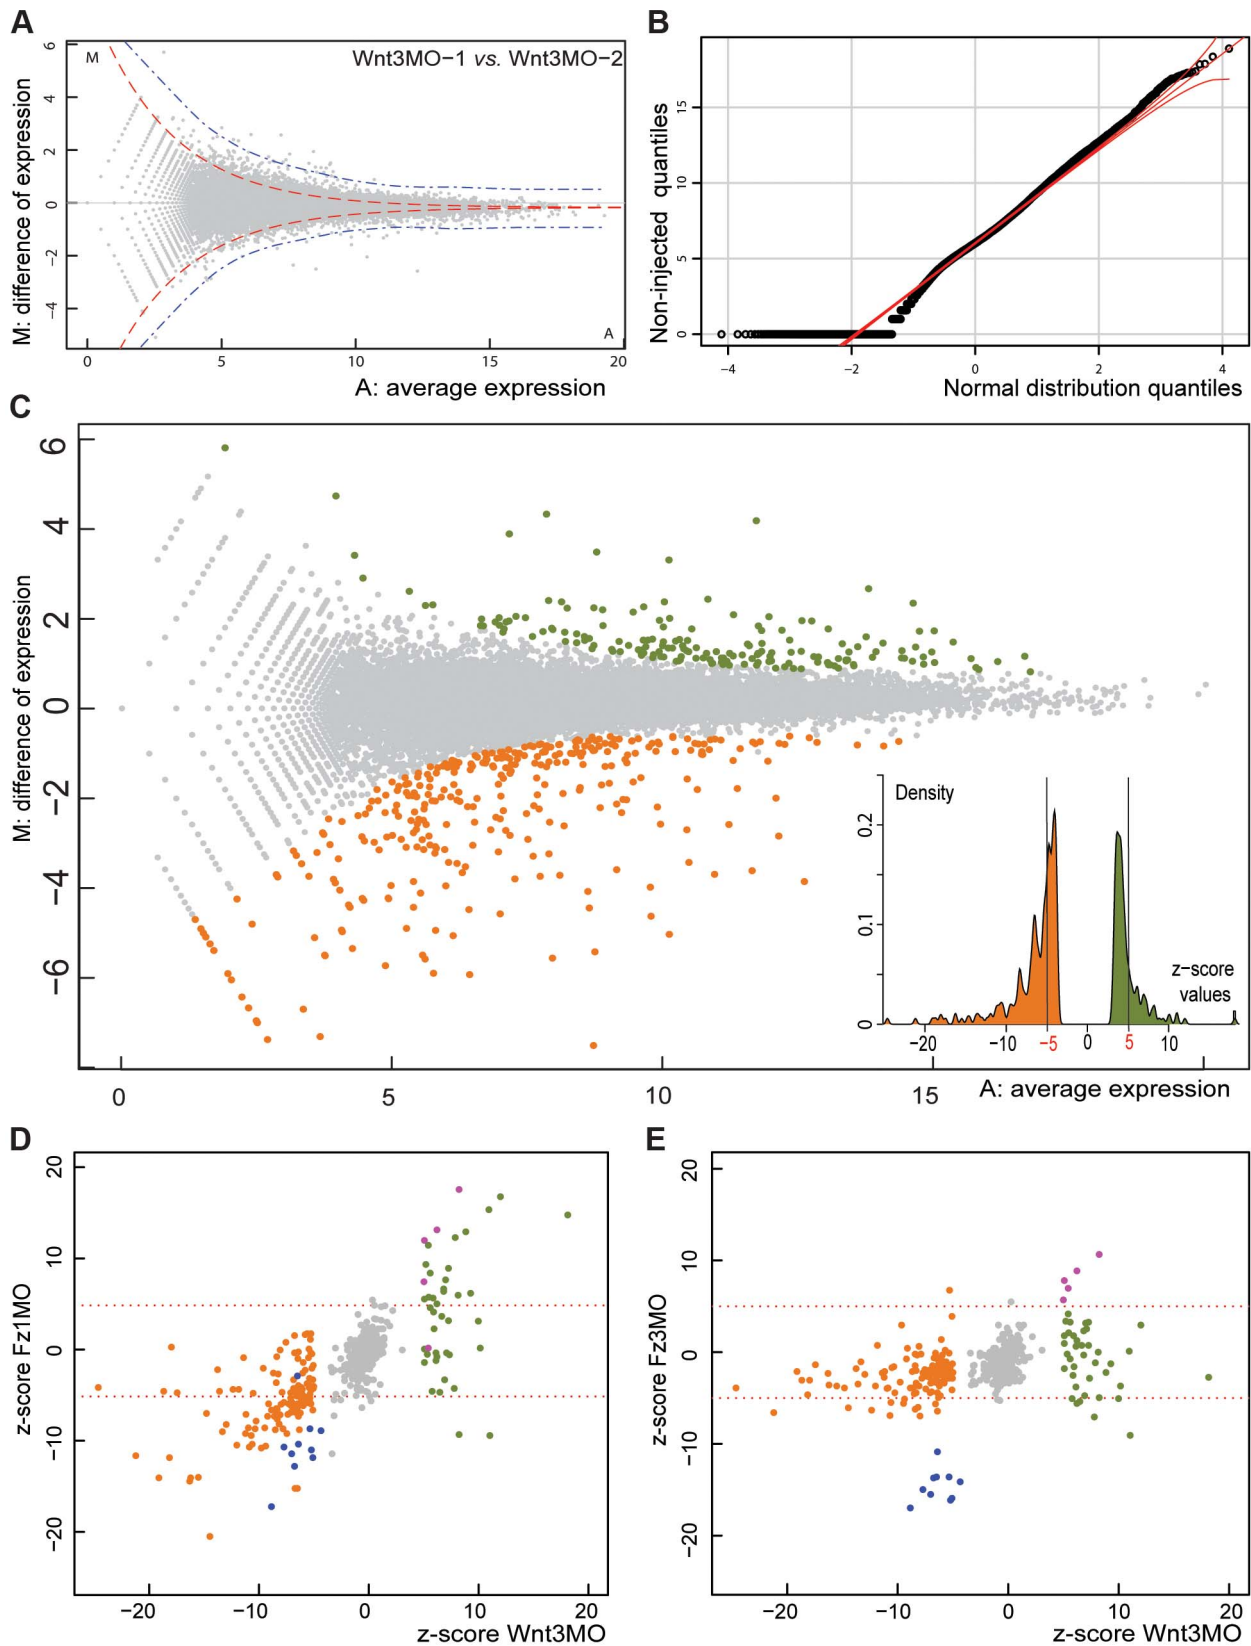 A
M
Wnt3MO−1 vs. Wnt3MO−2
6
4
2
0
−2
−4
M: difference of expression
A
0 5 10 15 20
A: average expression
B
15
10
5
0
Non-injected quantiles
−4 −2 0 2 4
Normal distribution quantiles
C
6
4
2
0
−2
−4
−6
M: difference of expression
Density
0.2
0.1
0
z−score
values
−20 −10 −5 0 5 10
0 5 10 15
A: average expression
D
20
10
0
−10
−20
z-score Fz1MO
−20 −10 0 10 20
z-score Wnt3MO
E
20
10
0
−10
−20
z-score Fz3MO
−20 −10 0 10 20
z-score Wnt3MO